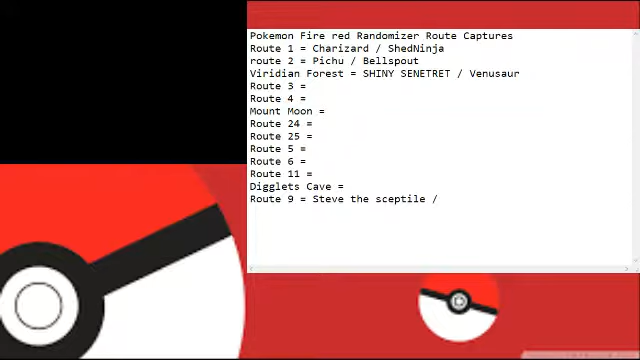 Pokemon Fire red Randomizer Route Captures
Route 1 = Charizard / ShedNinja
route 2 = Pichu / Bellspout
Viridian Forest = SHINY SENETRET / Venusaur
Route 3 =
Route 4 =
Mount Moon =
Route 24 =
Route 25 =
Route 5 =
Route 6 =
Route 11 =
Digglets Cave =
Route 9 = Steve the sceptile /